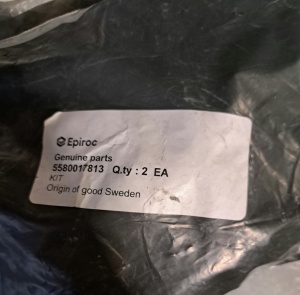 Epiroc
Genuine parts
5580017813 Q.ty : 2 EA
KIT
Origin of good Sweden